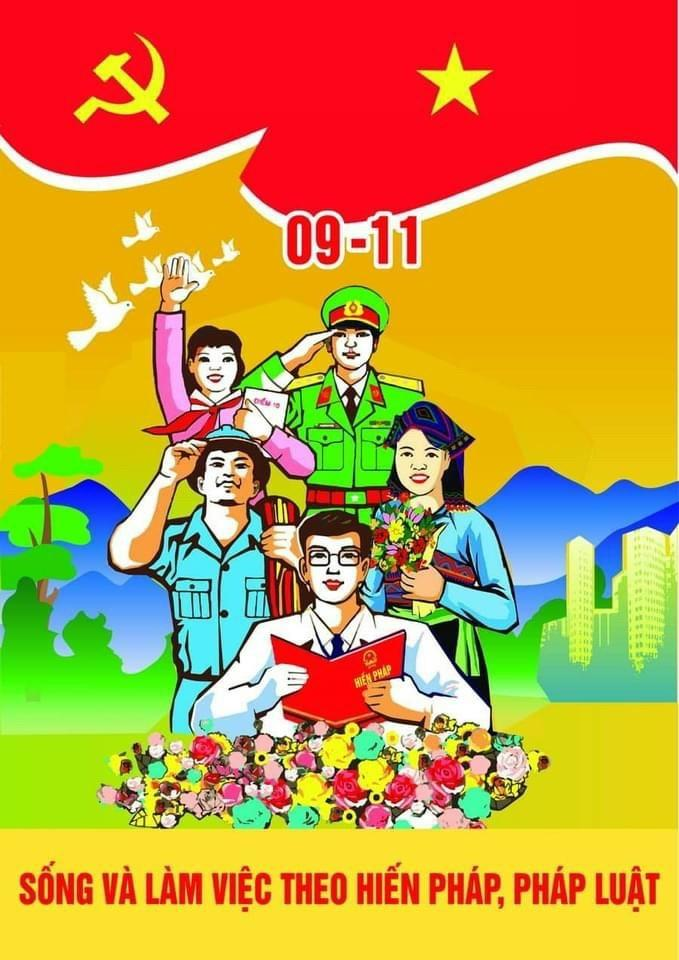 09-11
ĐIỂM 10
HIẾN PHÁP
SỐNG VÀ LÀM VIỆC THEO HIẾN PHÁP, PHÁP LUẬT